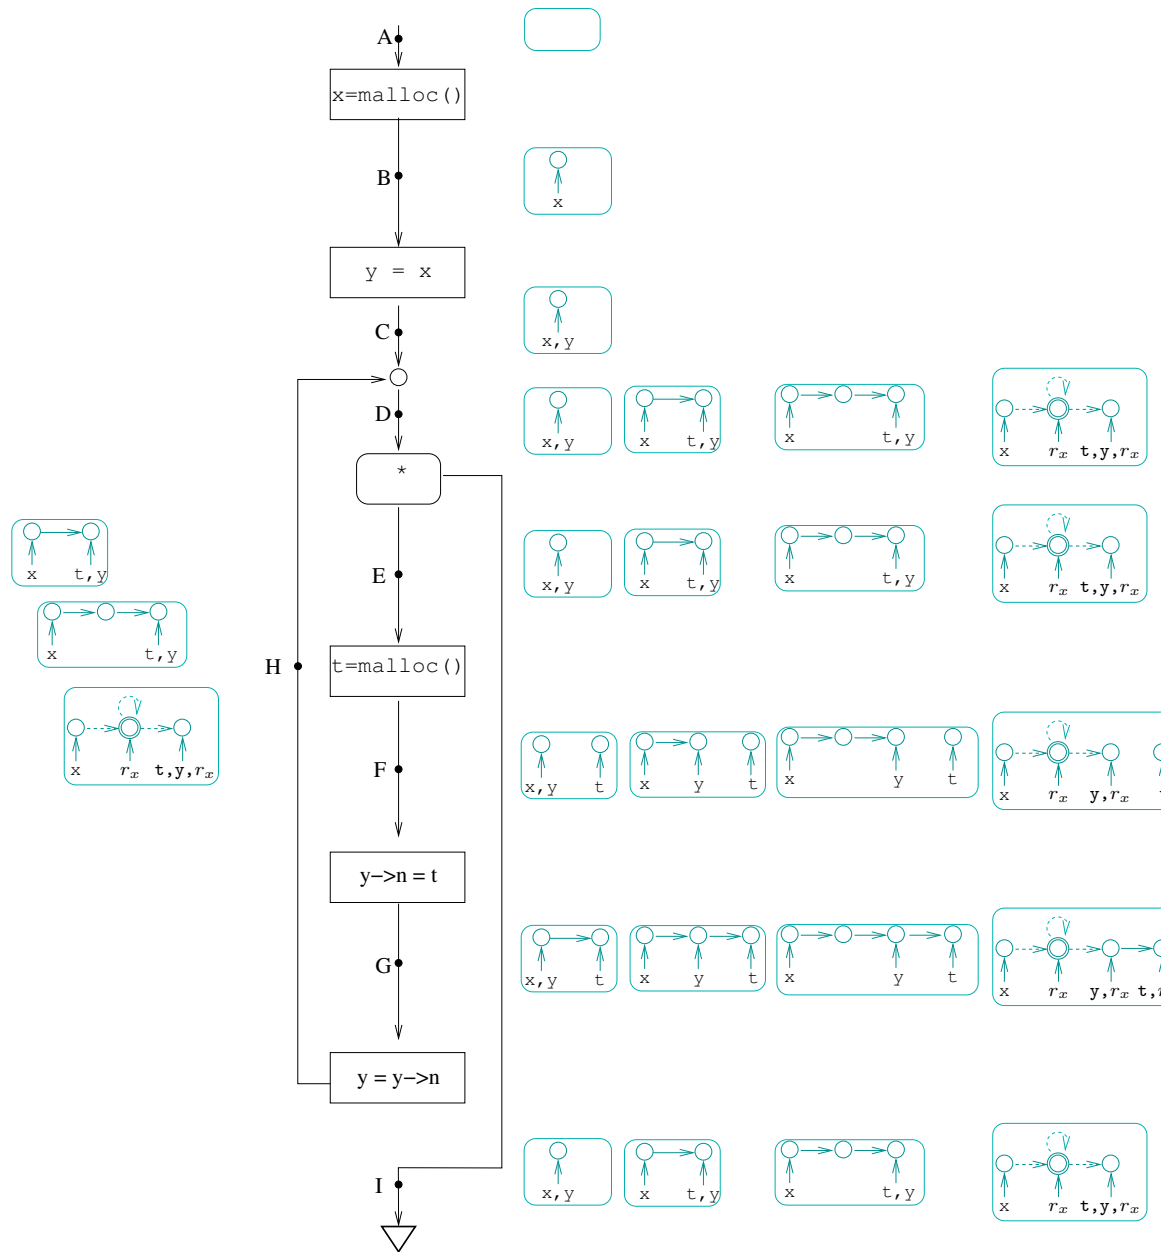 A
x=malloc()
B
x
y = x
C
x,y
D
x,y x t,y x t,y x r_x t,y,r_x
*
E
x,y x t,y x t,y x r_x t,y,r_x
x t,y
x t,y
H
t=malloc()
x r_x t,y,r_x
F
x,y t x y t x y t x r_x y,r_x
y−>n = t
G
x,y t x y t x y t x r_x y,r_x
y = y−>n
I
x,y x t,y x t,y x r_x t,y,r_x